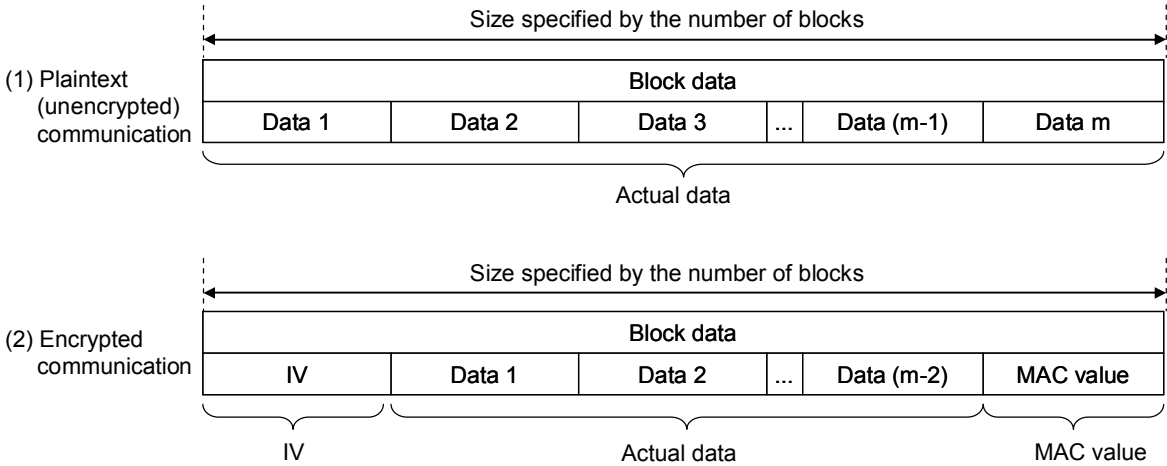 Size specified by the number of blocks
(1) Plaintext
(unencrypted)
communication
Block data
Data 1 Data 2 Data 3 ... Data (m-1) Data m
Actual data
Size specified by the number of blocks
(2) Encrypted
communication
Block data
IV Data 1 Data 2 ... Data (m-2) MAC value
IV Actual data MAC value